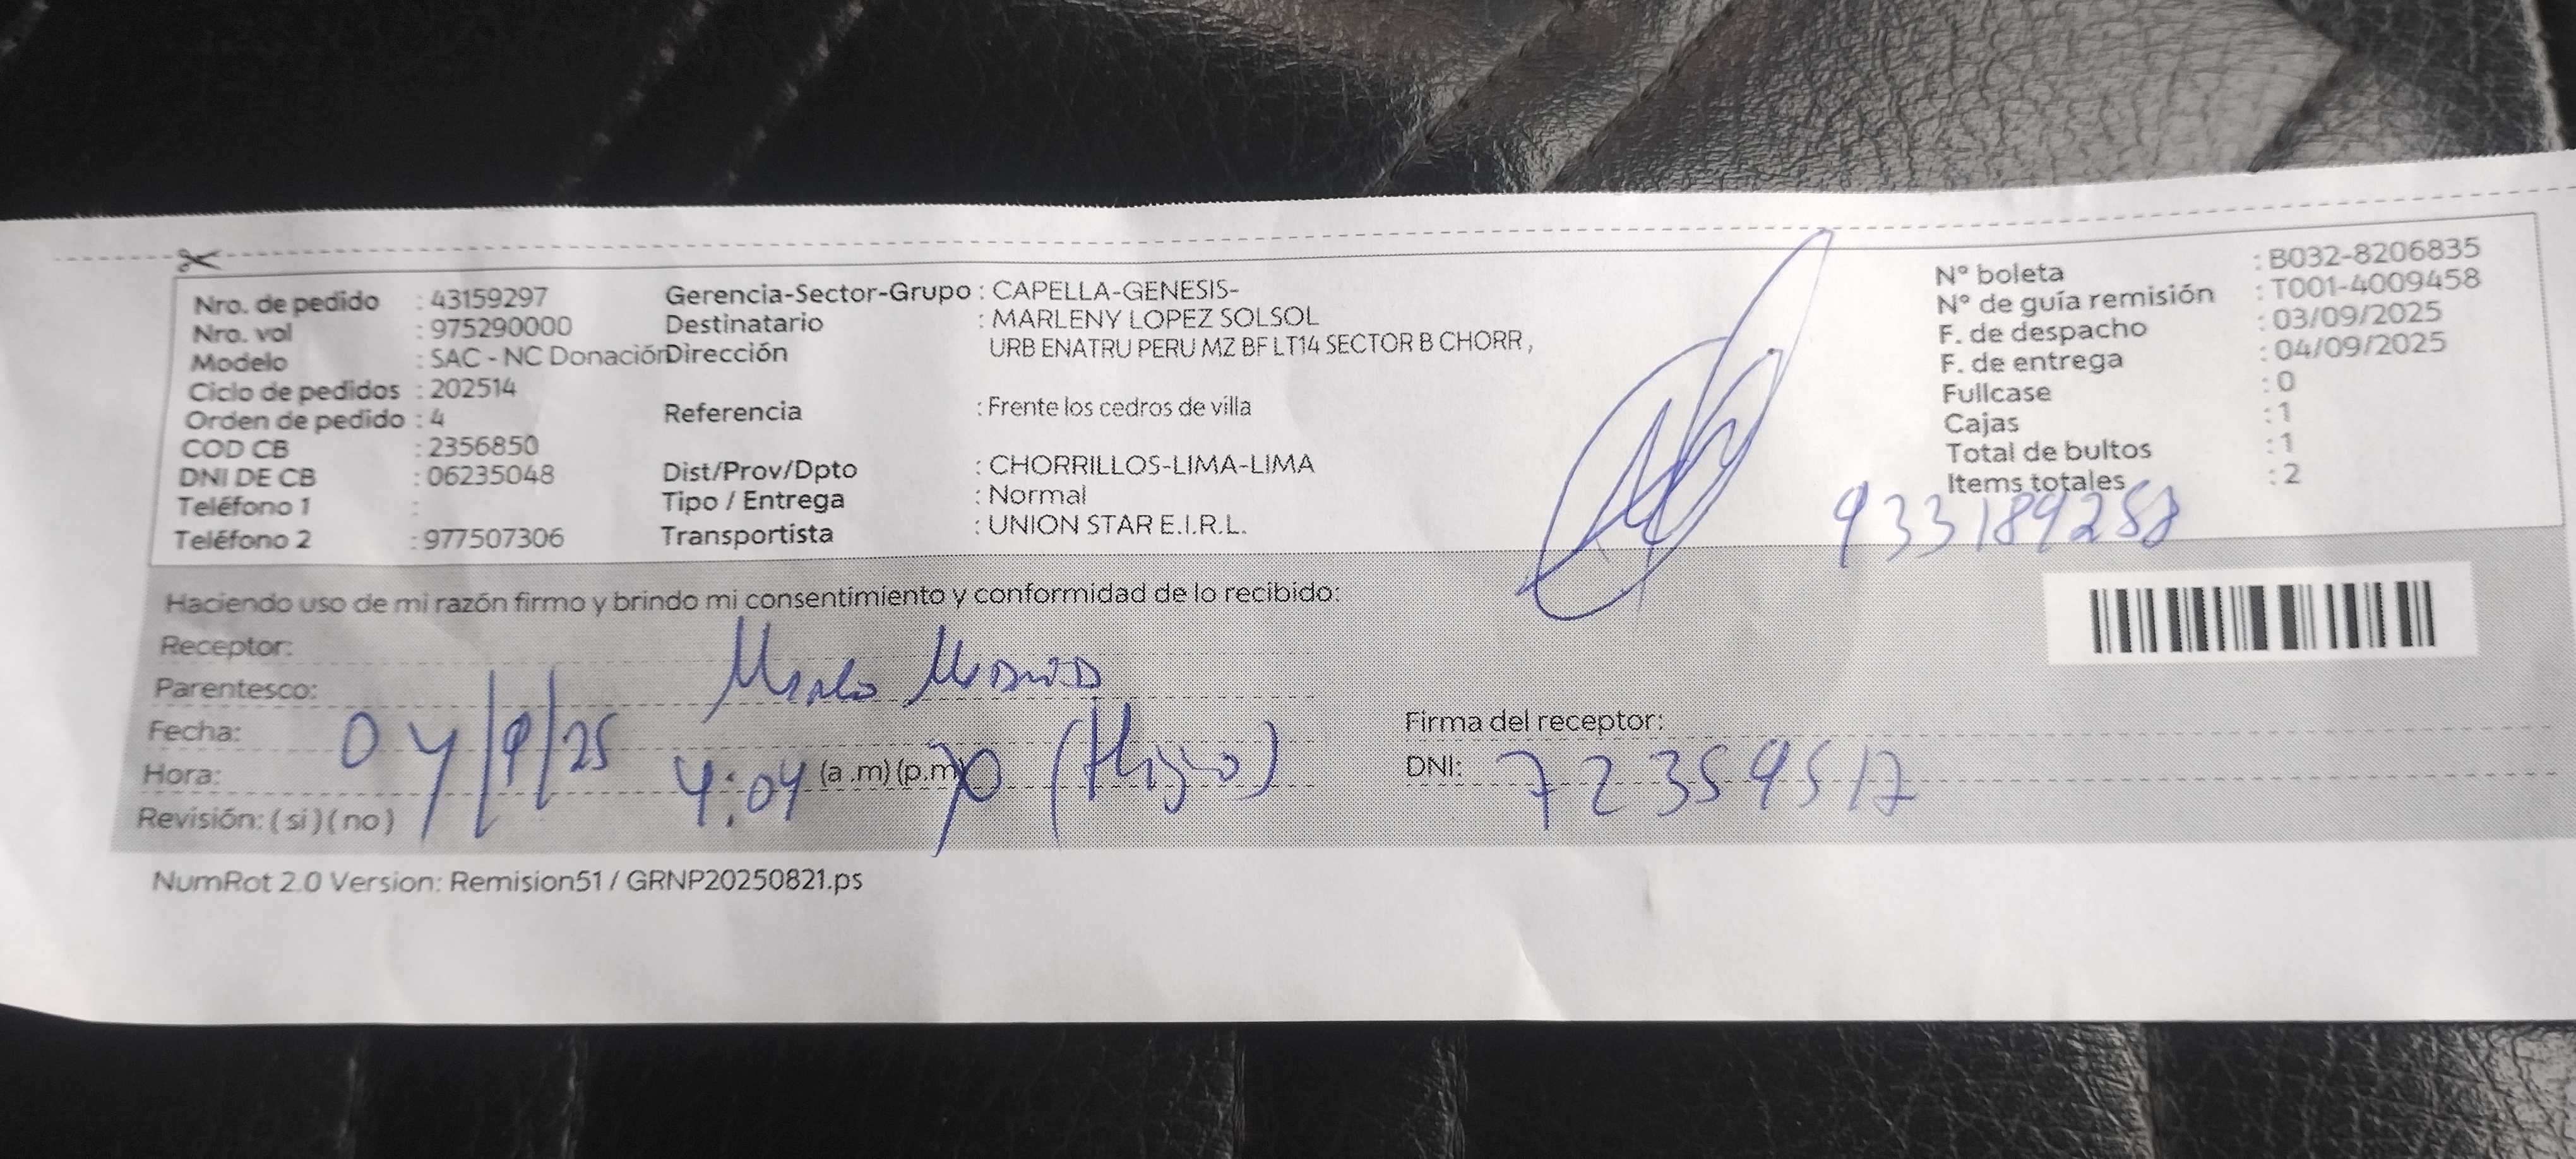 Nro. de pedido : 43159297
Nro. vol : 975290000
Modelo : SAC - NC Donación
Ciclo de pedidos : 202514
Orden de pedido : 4
COD CB : 2356850
DNI DE CB : 06235048
Teléfono 1 :
Teléfono 2 : 977507306
Gerencia-Sector-Grupo : CAPELLA-GENESIS-
Destinatario : MARLENY LOPEZ SOLSOL
Dirección URB ENATRU PERU MZ BF LT14 SECTOR B CHORR ,
Referencia : Frente los cedros de villa
Dist/Prov/Dpto : CHORRILLOS-LIMA-LIMA
Tipo / Entrega : Normal
Transportista : UNION STAR E.I.R.L.
N° boleta : B032-8206835
N° de guía remisión : T001-4009458
F. de despacho : 03/09/2025
F. de entrega : 04/09/2025
Fullcase : 0
Cajas : 1
Total de bultos : 1
Items totales : 2
Haciendo uso de mi razón firmo y brindo mi consentimiento y conformidad de lo recibido:
Receptor:
Parentesco:
Fecha: 04/9/25
Hora: 4:04 (a .m) (p.m) (Hijo)
Revisión: ( si ) ( no )
Firma del receptor:
DNI:
NumRot 2.0 Version: Remision51 / GRNP20250821.ps